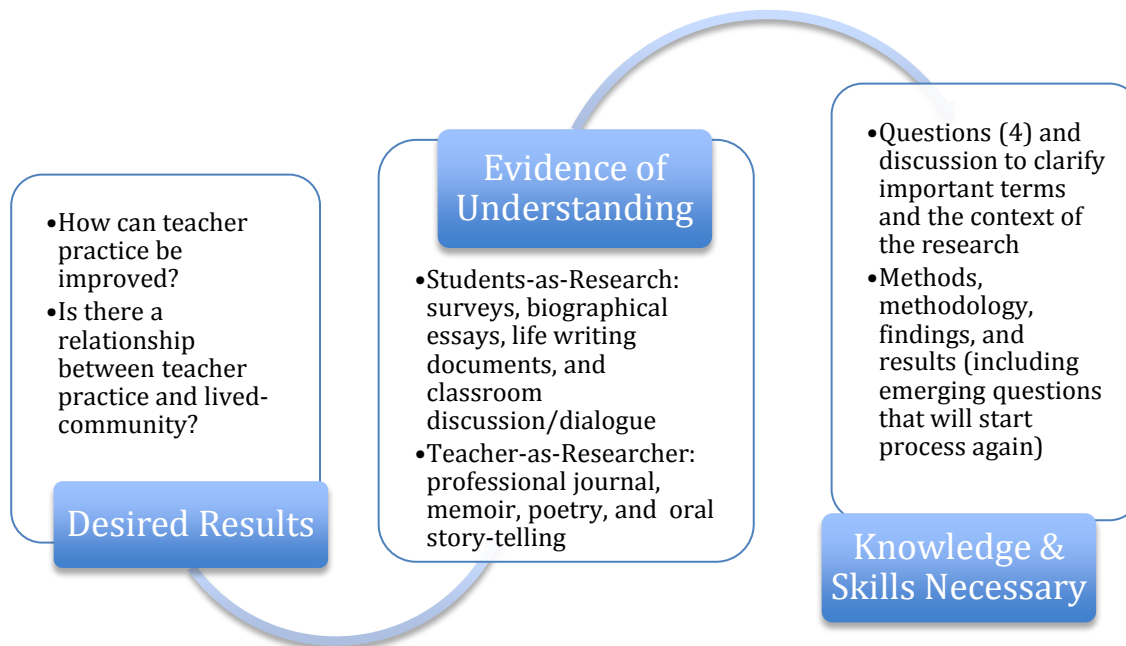 •How can teacher
practice be
improved?
•Is there a
relationship
between teacher
practice and lived-
community?
Desired Results
Evidence of
Understanding
•Students-as-Research:
surveys, biographical
essays, life writing
documents, and
classroom
discussion/dialogue
•Teacher-as-Researcher:
professional journal,
memoir, poetry, and oral
story-telling
•Questions (4) and
discussion to clarify
important terms
and the context of
the research
•Methods,
methodology,
findings, and
results (including
emerging questions
that will start
process again)
Knowledge &
Skills Necessary